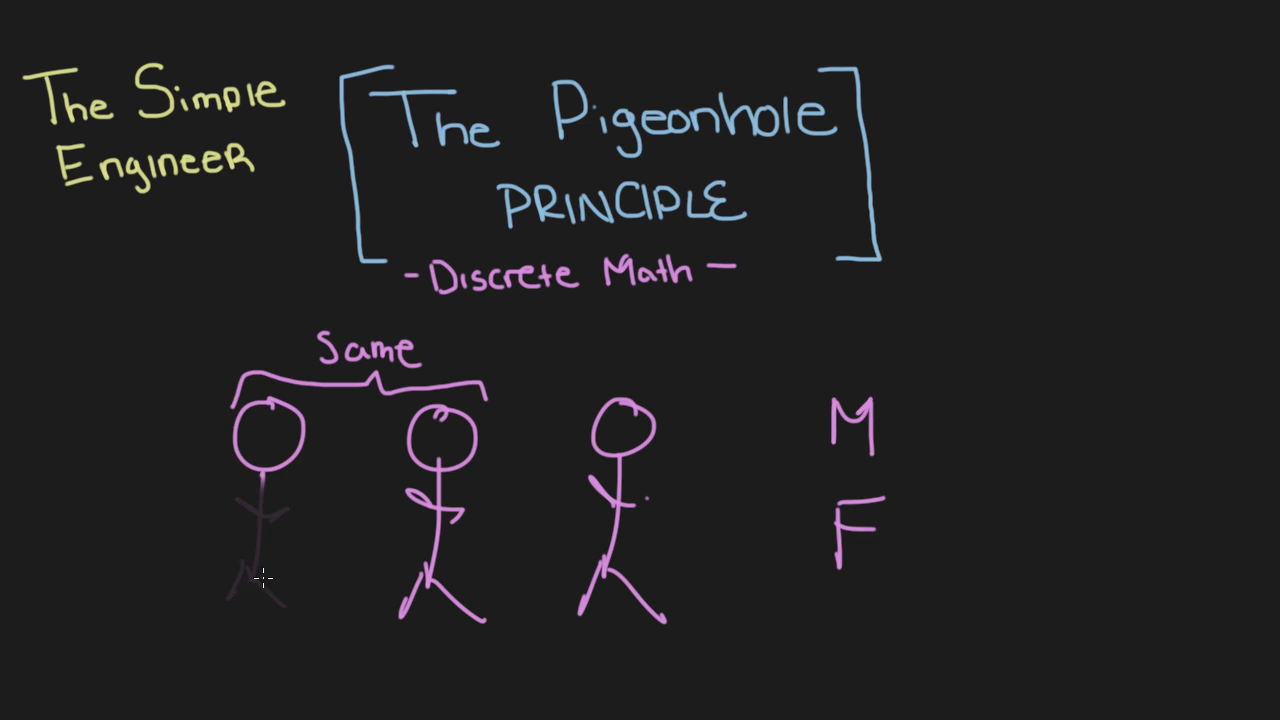 The Simple
Engineer
The Pigeonhole
PRINCIPLE
- Discrete Math -
Same
M
F